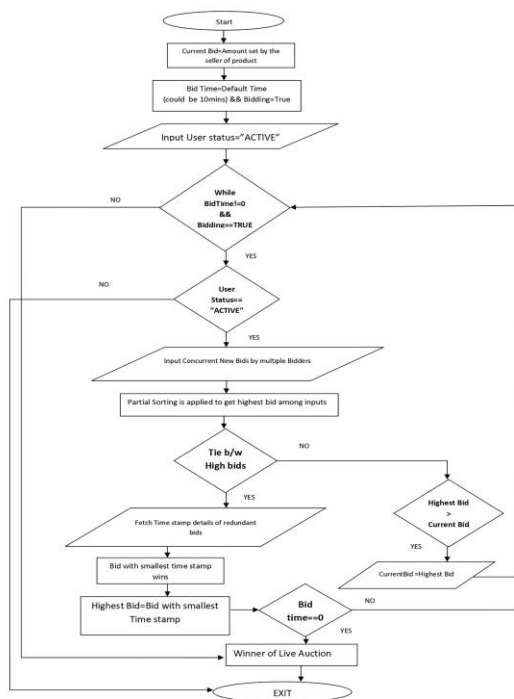 Start
Current Bid=Amount set by the
seller of product
Bid Time=Default Time
(could be 10mins) && Bidding=True
Input User status="ACTIVE"
NO
While
BidTime!=0
&&
Bidding==TRUE
YES
NO
User
Status==
"ACTIVE"
YES
Input Concurrent New Bids by multiple Bidders
Partial Sorting is applied to get highest bid among inputs
NO
Tie b/w
High bids
YES
Highest Bid
>
Current Bid
YES
Fetch Time stamp details of redundant
bids
Bid with smallest time stamp
wins
CurrentBid =Highest Bid
Highest Bid=Bid with smallest
Time stamp
Bid
time==0
NO
YES
Winner of Live Auction
EXIT